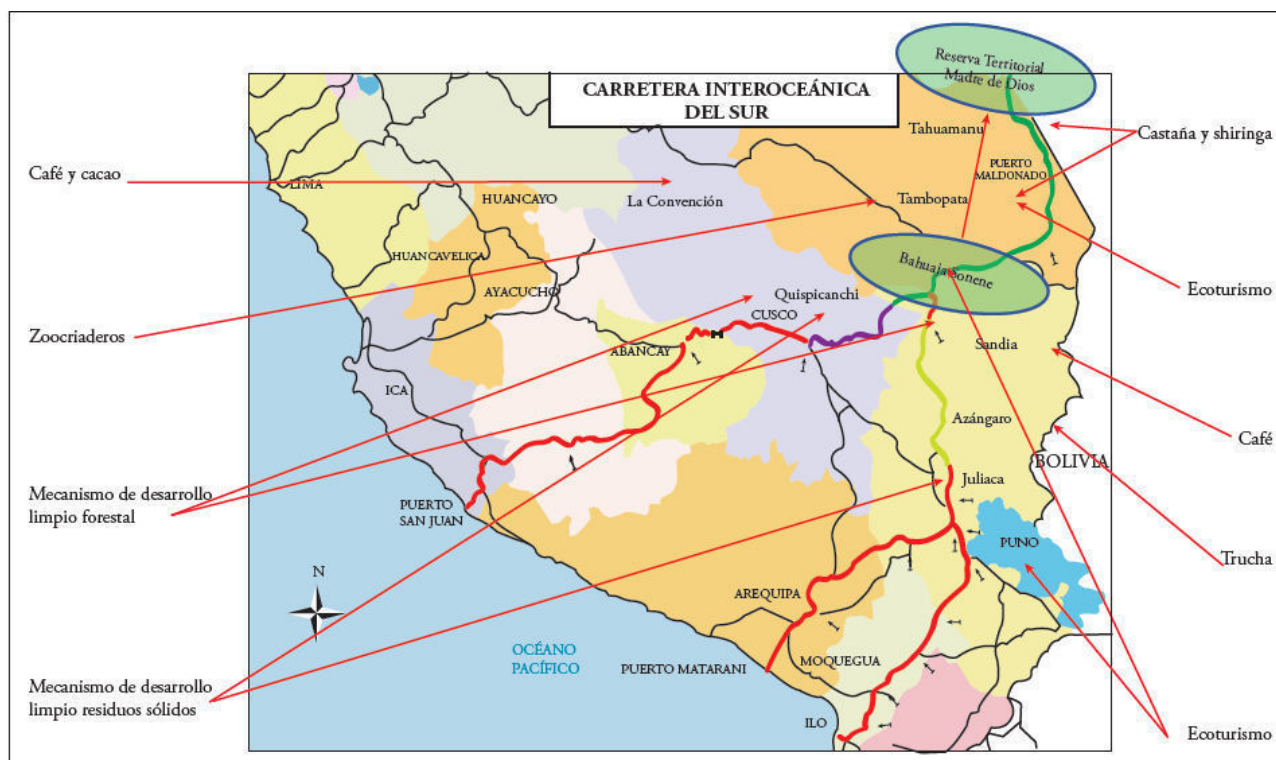 CARRETERA INTEROCEÁNICA
DEL SUR
Reserva Territorial
Madre de Dios
Tahuamanu
Castaña y shiringa
PUERTO
MALDONADO
Café y cacao
LIMA
HUANCAYO
La Convención
Tambopata
HUANCAVELICA
Bahuaja Sonene
AYACUCHO
Quispicanchi
Ecoturismo
CUSCO
Zoocriaderos
ABANCAY
Sandia
ICA
Azángaro
Café
BOLIVIA
Juliaca
Mecanismo de desarrollo
limpio forestal
PUERTO
SAN JUAN
PUNO
Trucha
N
AREQUIPA
OCÉANO
PACÍFICO
PUERTO MATARANI
MOQUEGUA
Mecanismo de desarrollo
limpio residuos sólidos
ILO
Ecoturismo